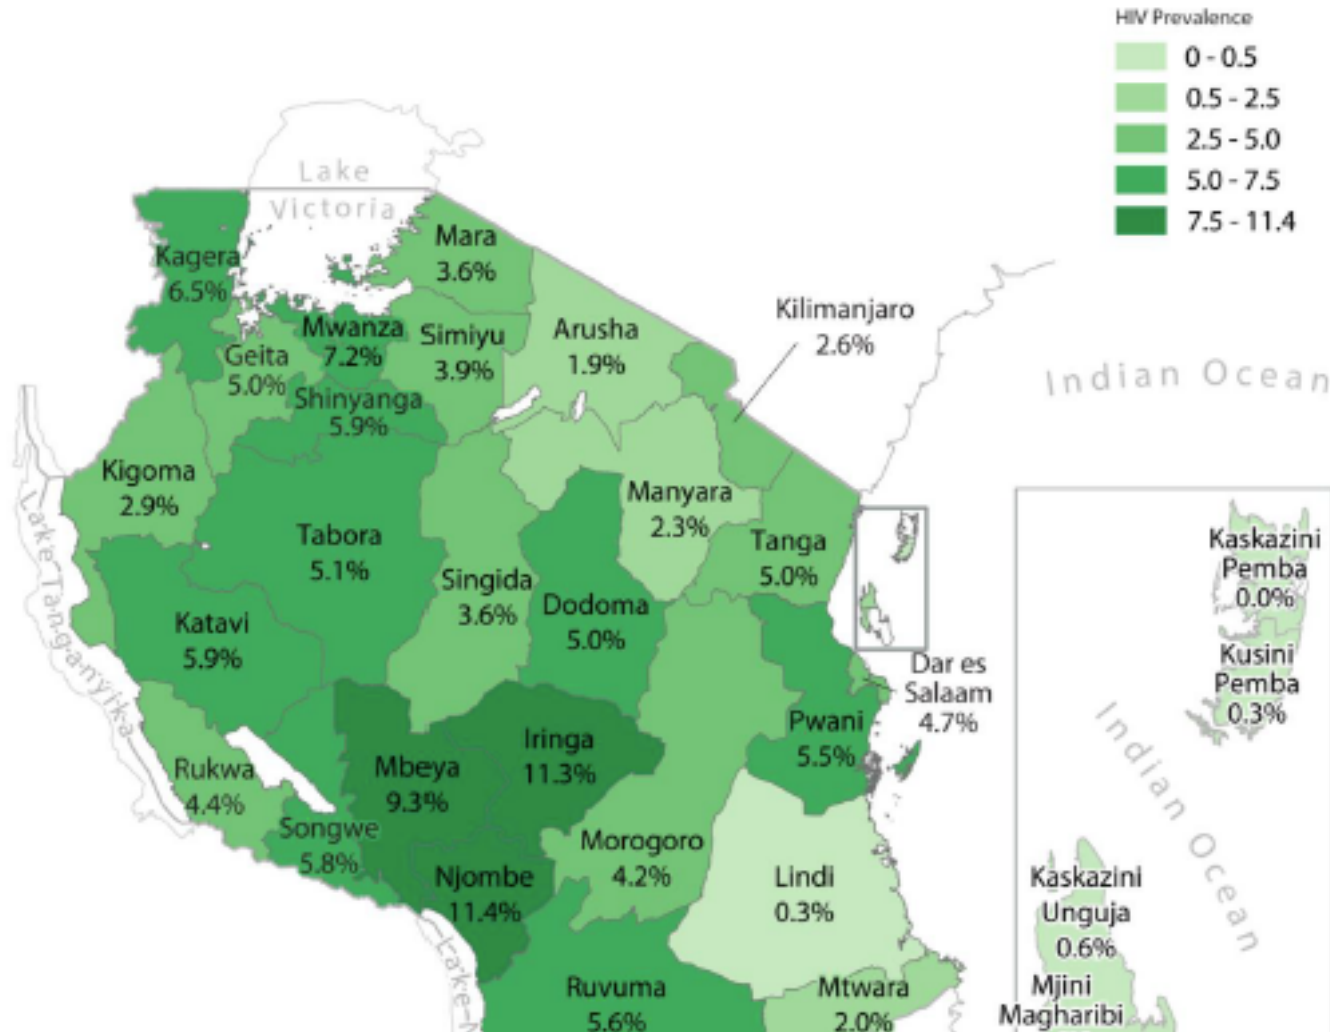 HIV Prevalence
0 - 0.5
0.5 - 2.5
2.5 - 5.0
5.0 - 7.5
7.5 - 11.4
Lake
Victoria
Mara
3.6%
Kagera
6.5%
Kilimanjaro
2.6%
Mwanza
7.2%
Simiyu
3.9%
Arusha
1.9%
Geita
5.0%
Indian Ocean
Shinyanga
5.9%
Kigoma
2.9%
Manyara
2.3%
Tabora
5.1%
Tanga
5.0%
Kaskazini
Pemba
0.0%
Lake Tanganyika
Singida
3.6%
Dodoma
5.0%
Katavi
5.9%
Kusini
Pemba
0.3%
Dar es
Salaam
4.7%
Pwani
5.5%
Iringa
11.3%
Mbeya
9.3%
Rukwa
4.4%
Indian Ocean
Songwe
5.8%
Morogoro
4.2%
Njombe
11.4%
Lindi
0.3%
Kaskazini
Unguja
0.6%
Lake
Ruvuma
5.6%
Mtwara
2.0%
Mjini
Magharibi